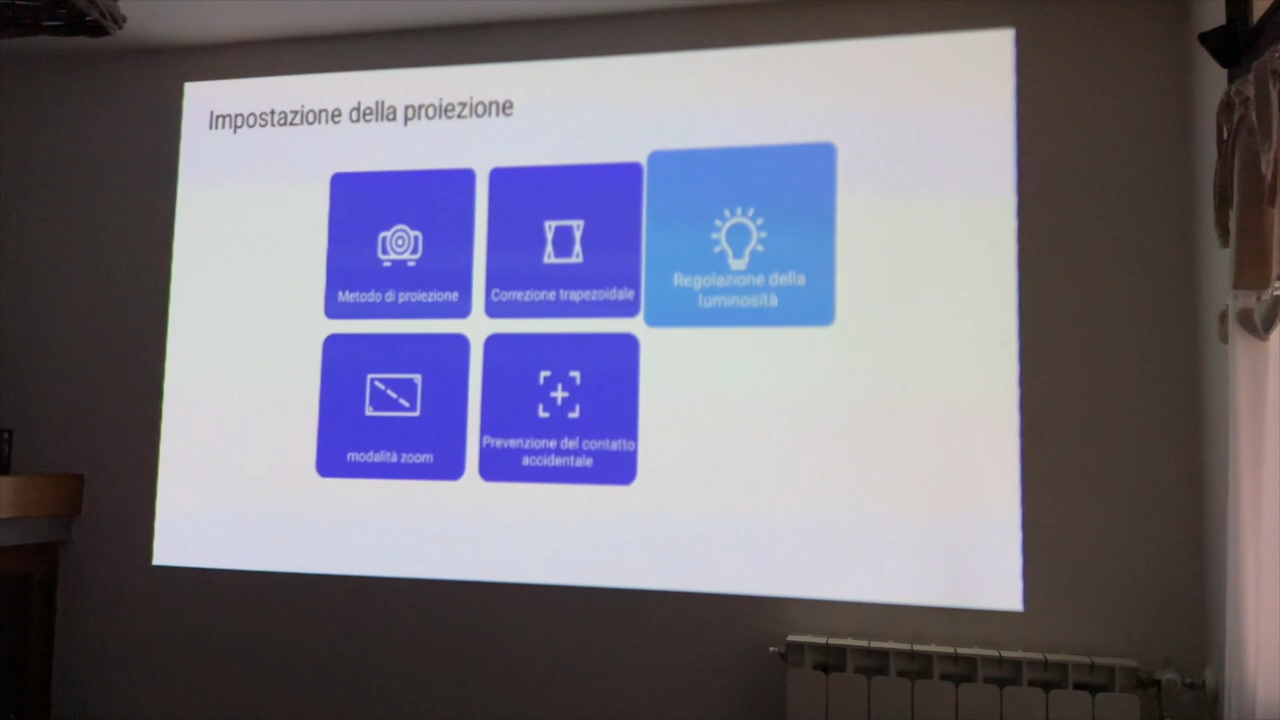 Impostazione della proiezione
Metodo di proiezione
Correzione trapezoidale
Regolazione della
luminosità
modalità zoom
Prevenzione del contatto
accidentale